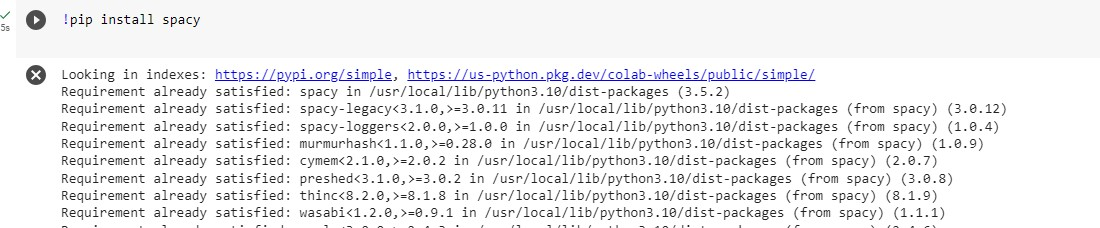 !pip install spacy
5s
Looking in indexes: https://pypi.org/simple, https://us-python.pkg.dev/colab-wheels/public/simple/
Requirement already satisfied: spacy in /usr/local/lib/python3.10/dist-packages (3.5.2)
Requirement already satisfied: spacy-legacy<3.1.0,>=3.0.11 in /usr/local/lib/python3.10/dist-packages (from spacy) (3.0.12)
Requirement already satisfied: spacy-loggers<2.0.0,>=1.0.0 in /usr/local/lib/python3.10/dist-packages (from spacy) (1.0.4)
Requirement already satisfied: murmurhash<1.1.0,>=0.28.0 in /usr/local/lib/python3.10/dist-packages (from spacy) (1.0.9)
Requirement already satisfied: cymem<2.1.0,>=2.0.2 in /usr/local/lib/python3.10/dist-packages (from spacy) (2.0.7)
Requirement already satisfied: preshed<3.1.0,>=3.0.2 in /usr/local/lib/python3.10/dist-packages (from spacy) (3.0.8)
Requirement already satisfied: thinc<8.2.0,>=8.1.8 in /usr/local/lib/python3.10/dist-packages (from spacy) (8.1.9)
Requirement already satisfied: wasabi<1.2.0,>=0.9.1 in /usr/local/lib/python3.10/dist-packages (from spacy) (1.1.1)